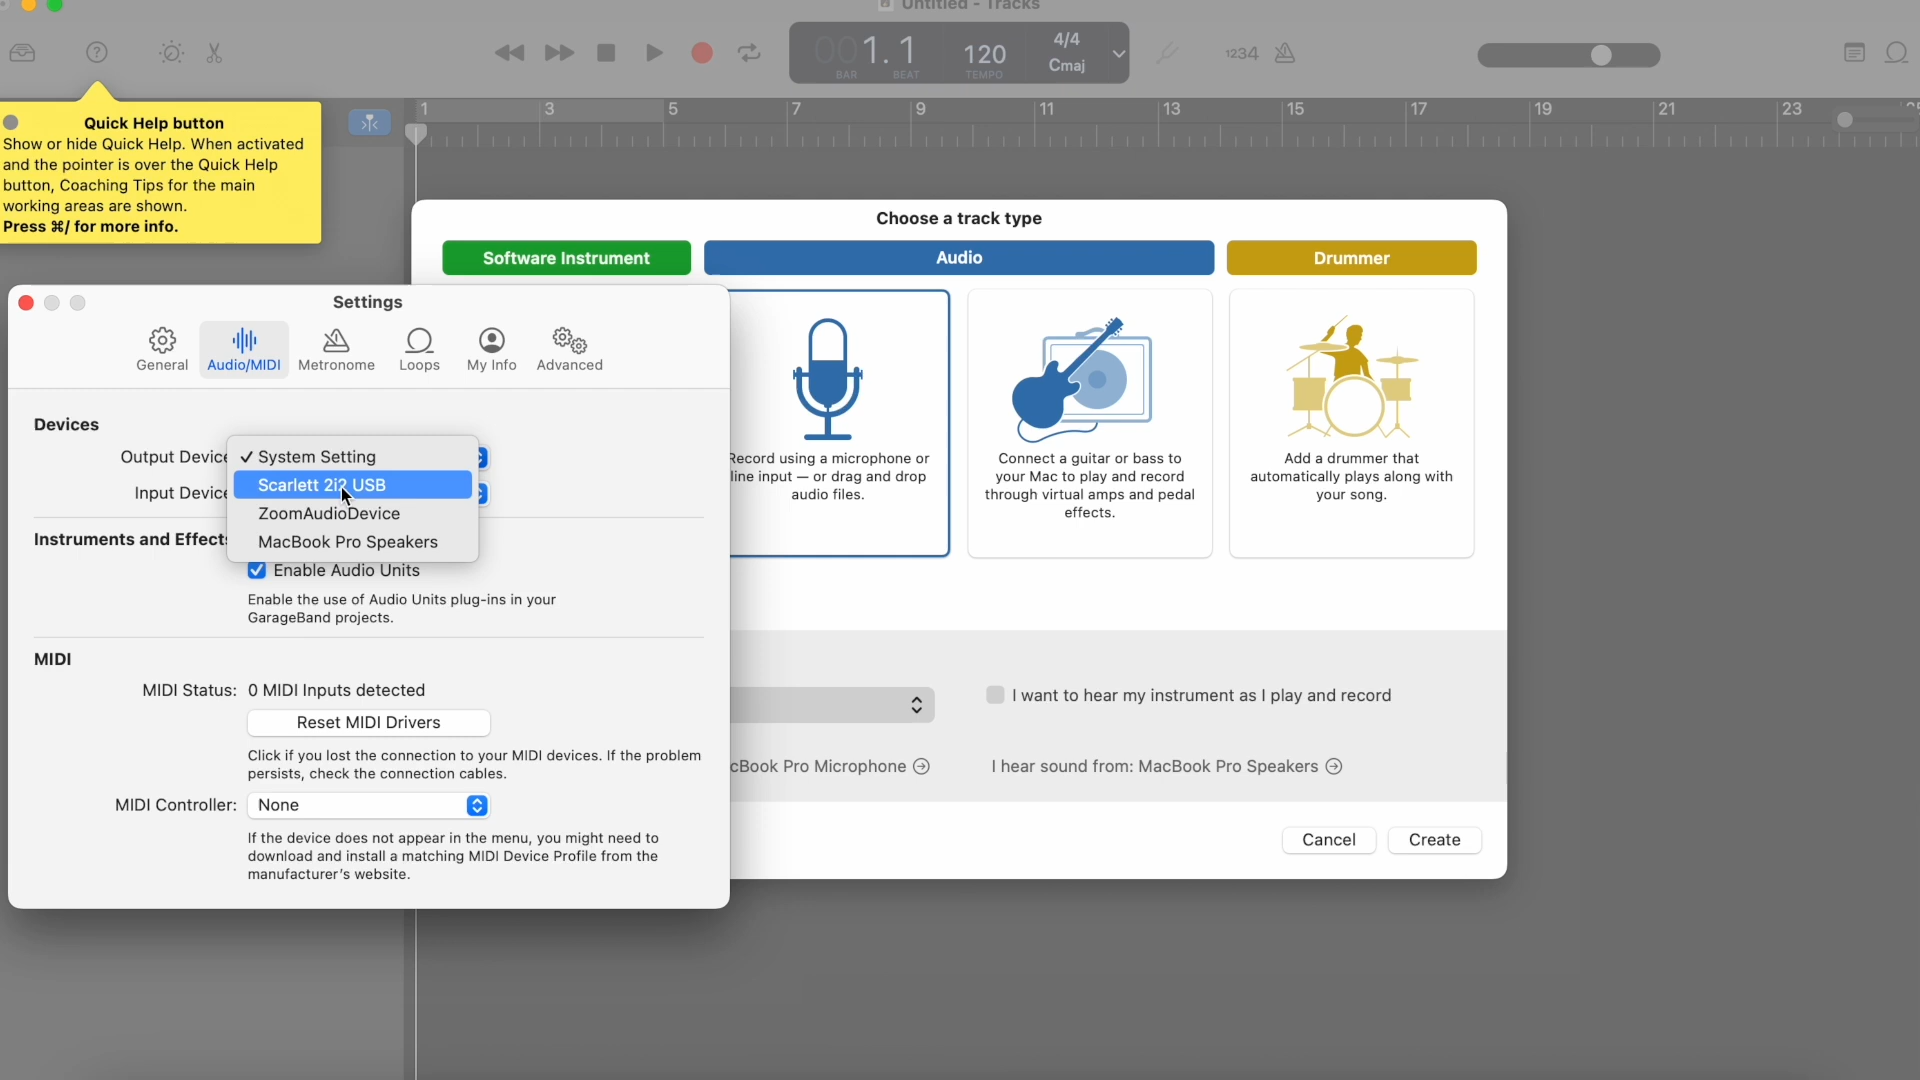 Untitled - Tracks
001.1
BAR BEAT
120
TEMPO
4/4
Cmaj
1234
1 3 5 7 9 11 13 15 17 19 21 23
Quick Help button
Show or hide Quick Help. When activated
and the pointer is over the Quick Help
button, Coaching Tips for the main
working areas are shown.
Press ⌘/ for more info.
Choose a track type
Software Instrument
Audio
Drummer
Record using a microphone or
line input — or drag and drop
audio files.
Connect a guitar or bass to
your Mac to play and record
through virtual amps and pedal
effects.
Add a drummer that
automatically plays along with
your song.
I want to hear my instrument as I play and record
cBook Pro Microphone
I hear sound from: MacBook Pro Speakers
Cancel
Create
Settings
General
Audio/MIDI
Metronome
Loops
My Info
Advanced
Devices
Output Device
✓ System Setting
Scarlett 2i2 USB
ZoomAudioDevice
MacBook Pro Speakers
Input Device
Instruments and Effects
Enable Audio Units
Enable the use of Audio Units plug-ins in your
GarageBand projects.
MIDI
MIDI Status: 0 MIDI Inputs detected
Reset MIDI Drivers
Click if you lost the connection to your MIDI devices. If the problem
persists, check the connection cables.
MIDI Controller: None
If the device does not appear in the menu, you might need to
download and install a matching MIDI Device Profile from the
manufacturer's website.